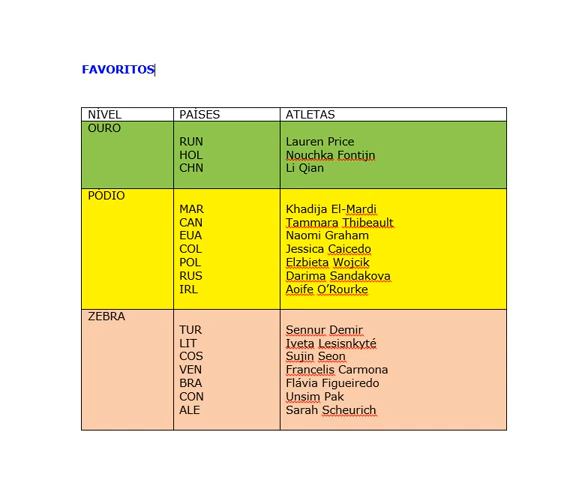 FAVORITOS
NÍVEL PAÍSES ATLETAS
OURO
RUN Lauren Price
HOL Nouchka Fontijn
CHN Li Qian
PÓDIO
MAR Khadija El-Mardi
CAN Tammara Thibeault
EUA Naomi Graham
COL Jessica Caicedo
POL Elzbieta Wojcik
RUS Darima Sandakova
IRL Aoife O’Rourke
ZEBRA
TUR Sennur Demir
LIT Iveta Lesisnkyté
COS Sujin Seon
VEN Francelis Carmona
BRA Flávia Figueiredo
CON Unsim Pak
ALE Sarah Scheurich